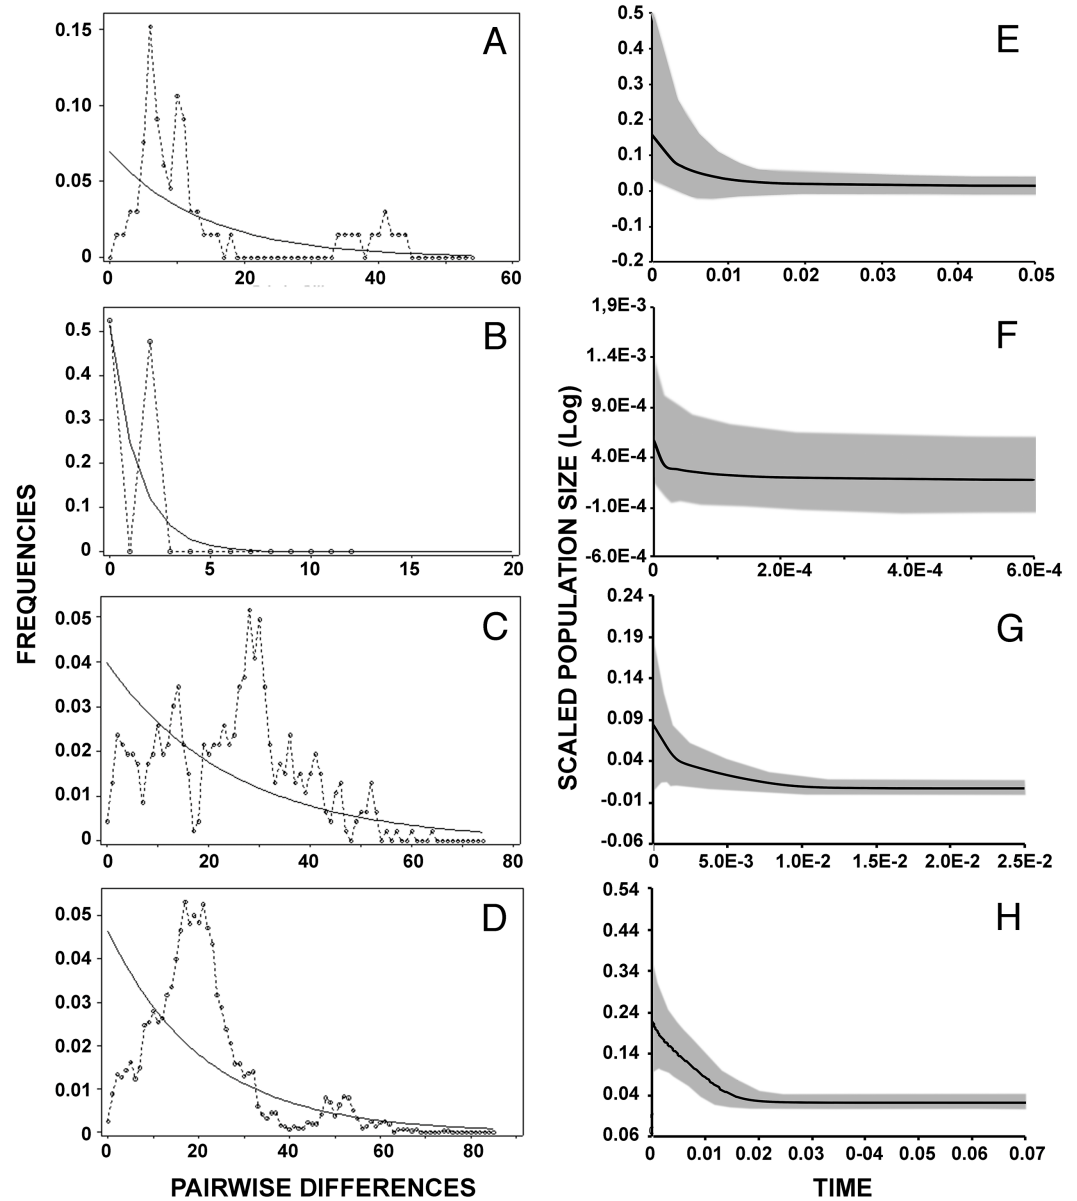 A
0.15
0.10
0.05
0
0 20 40 60
E
0.5
0.4
0.3
0.2
0.1
0.0
-0.1
-0.2
0 0.01 0.02 0.03 0.04 0.05
B
0.5
0.4
0.3
0.2
0.1
0
0 5 10 15 20
F
1,9E-3
1..4E-3
9.0E-4
4.0E-4
-1.0E-4
-6.0E-4
0 2.0E-4 4.0E-4 6.0E-4
FREQUENCIES
SCALED POPULATION SIZE (Log)
C
0.05
0.04
0.03
0.02
0.01
0
0 20 40 60 80
G
0.24
0.19
0.14
0.09
0.04
-0.01
-0.06
0 5.0E-3 1.0E-2 1.5E-2 2.0E-2 2.5E-2
D
0.05
0.04
0.03
0.02
0.01
0
0 20 40 60 80
H
0.54
0.44
0.34
0.24
0.14
0.04
0.06
0 0.01 0.02 0.03 0-04 0.05 0.06 0.07
PAIRWISE DIFFERENCES
TIME